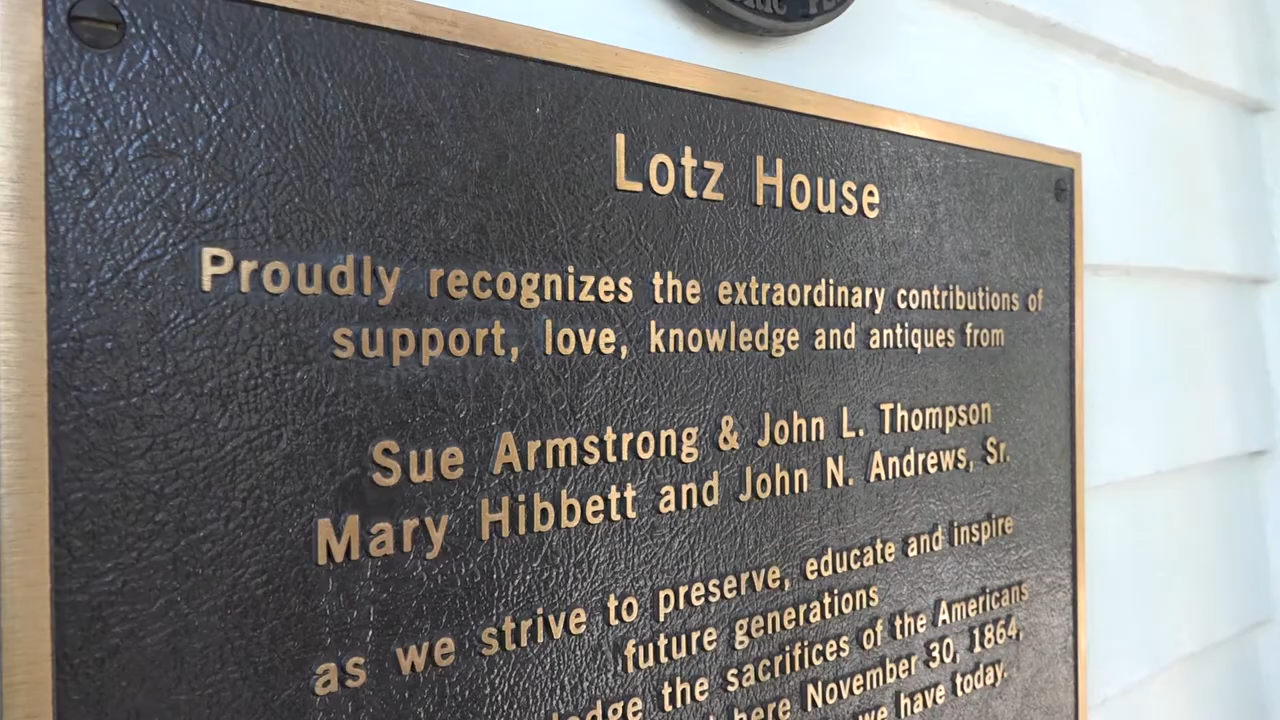 Lotz House
Proudly recognizes the extraordinary contributions of
support, love, knowledge and antiques from
Sue Armstrong & John L. Thompson
Mary Hibbett and John N. Andrews, Sr.
as we strive to preserve, educate and inspire
future generations
the sacrifices of the Americans
here November 30, 1864,
we have today.